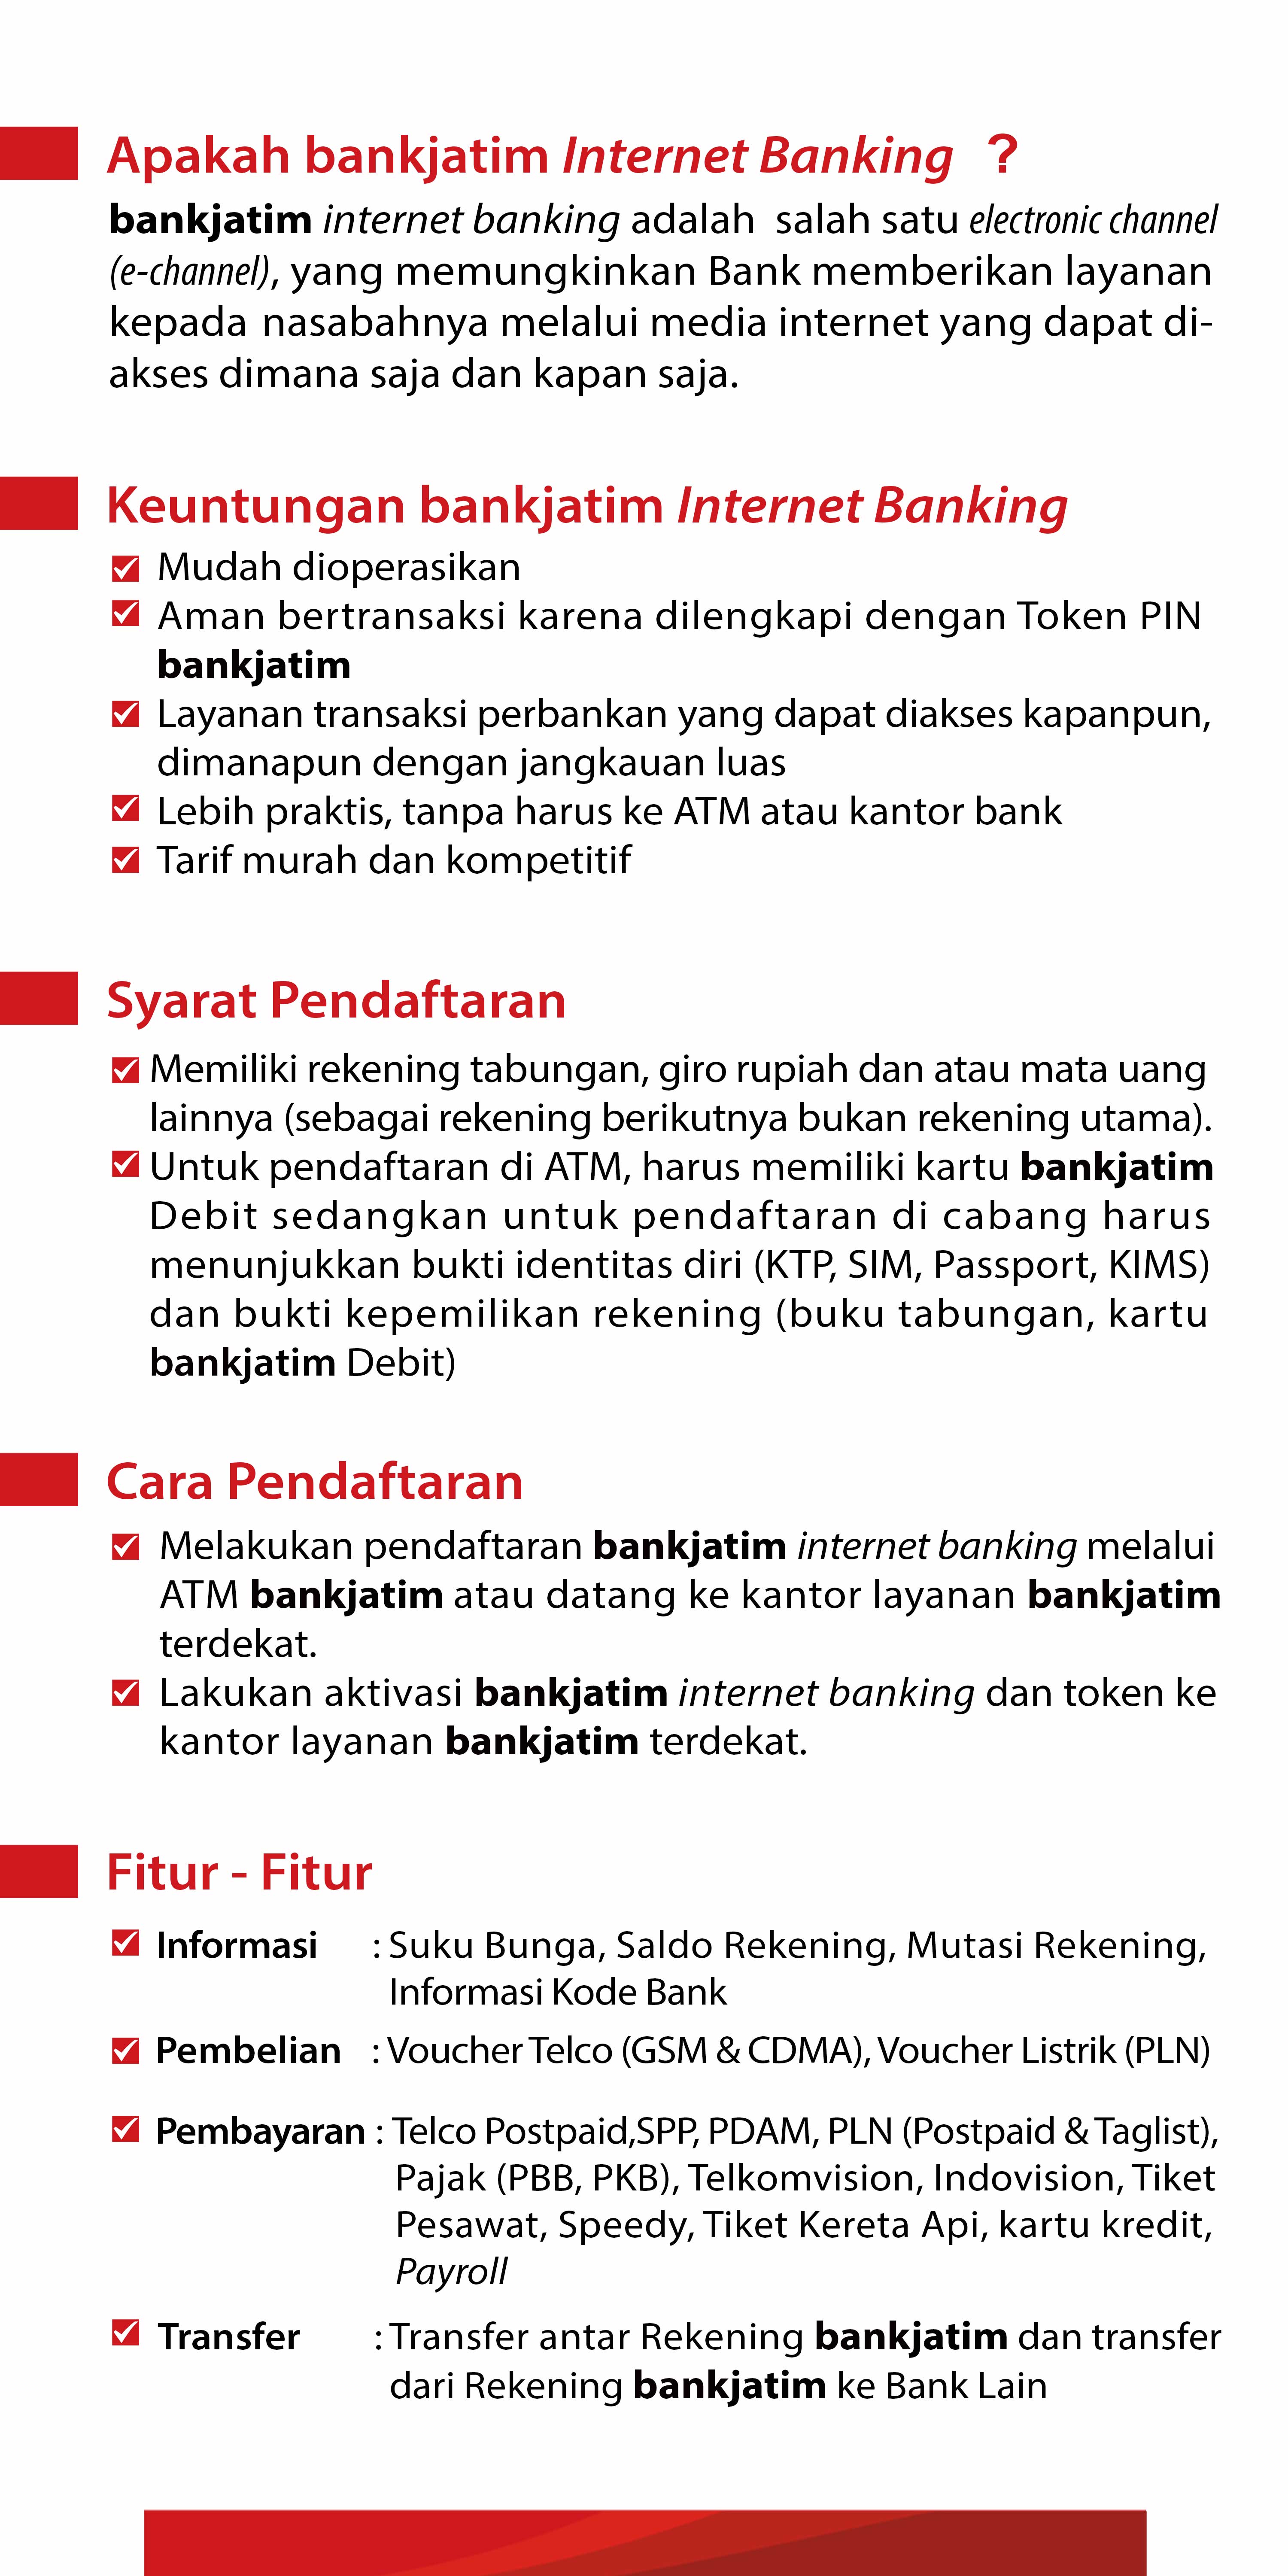 Apakah bankjatim Internet Banking ?
bankjatim internet banking adalah salah satu electronic channel
(e-channel), yang memungkinkan Bank memberikan layanan
kepada nasabahnya melalui media internet yang dapat di-
akses dimana saja dan kapan saja.
Keuntungan bankjatim Internet Banking
Mudah dioperasikan
Aman bertransaksi karena dilengkapi dengan Token PIN
bankjatim
Layanan transaksi perbankan yang dapat diakses kapanpun,
dimanapun dengan jangkauan luas
Lebih praktis, tanpa harus ke ATM atau kantor bank
Tarif murah dan kompetitif
Syarat Pendaftaran
Memiliki rekening tabungan, giro rupiah dan atau mata uang
lainnya (sebagai rekening berikutnya bukan rekening utama).
Untuk pendaftaran di ATM, harus memiliki kartu bankjatim
Debit sedangkan untuk pendaftaran di cabang harus
menunjukkan bukti identitas diri (KTP, SIM, Passport, KIMS)
dan bukti kepemilikan rekening (buku tabungan, kartu
bankjatim Debit)
Cara Pendaftaran
Melakukan pendaftaran bankjatim internet banking melalui
ATM bankjatim atau datang ke kantor layanan bankjatim
terdekat.
Lakukan aktivasi bankjatim internet banking dan token ke
kantor layanan bankjatim terdekat.
Fitur - Fitur
Informasi : Suku Bunga, Saldo Rekening, Mutasi Rekening,
Informasi Kode Bank
Pembelian : Voucher Telco (GSM & CDMA), Voucher Listrik (PLN)
Pembayaran : Telco Postpaid,SPP, PDAM, PLN (Postpaid & Taglist),
Pajak (PBB, PKB), Telkomvision, Indovision, Tiket
Pesawat, Speedy, Tiket Kereta Api, kartu kredit,
Payroll
Transfer : Transfer antar Rekening bankjatim dan transfer
dari Rekening bankjatim ke Bank Lain